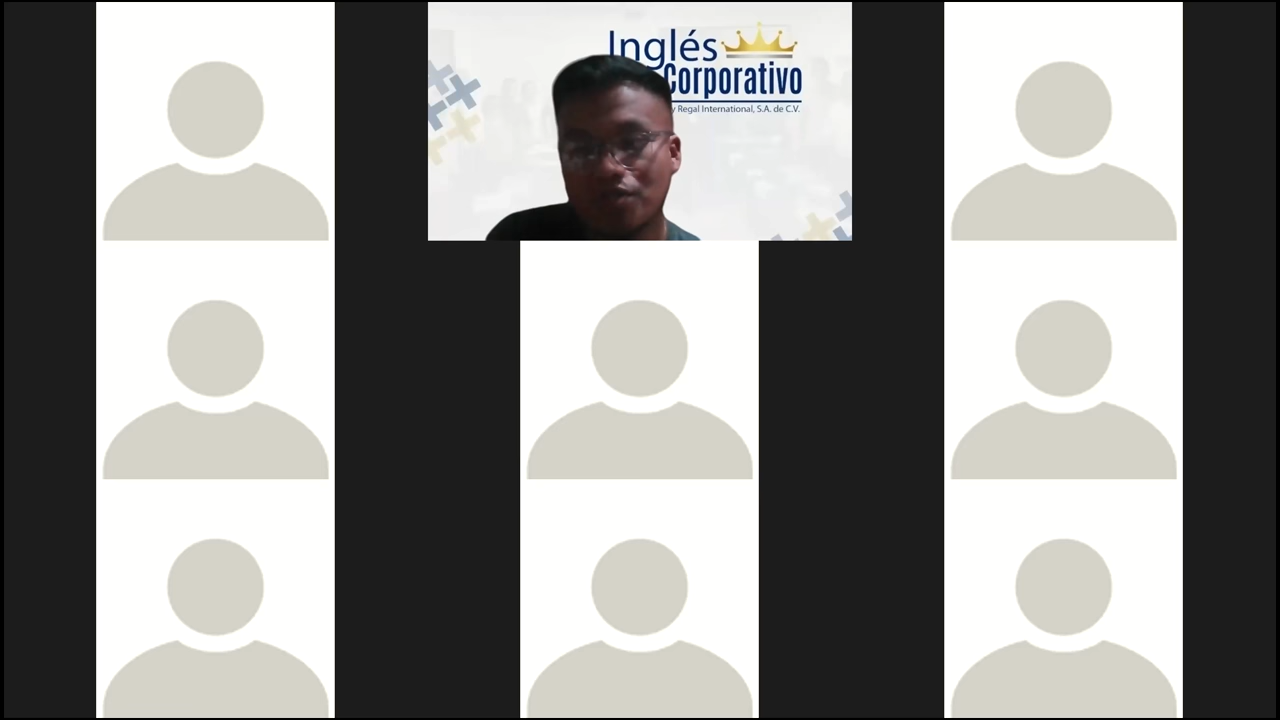 Inglés
Corporativo
y Regal International, S.A. de C.V.